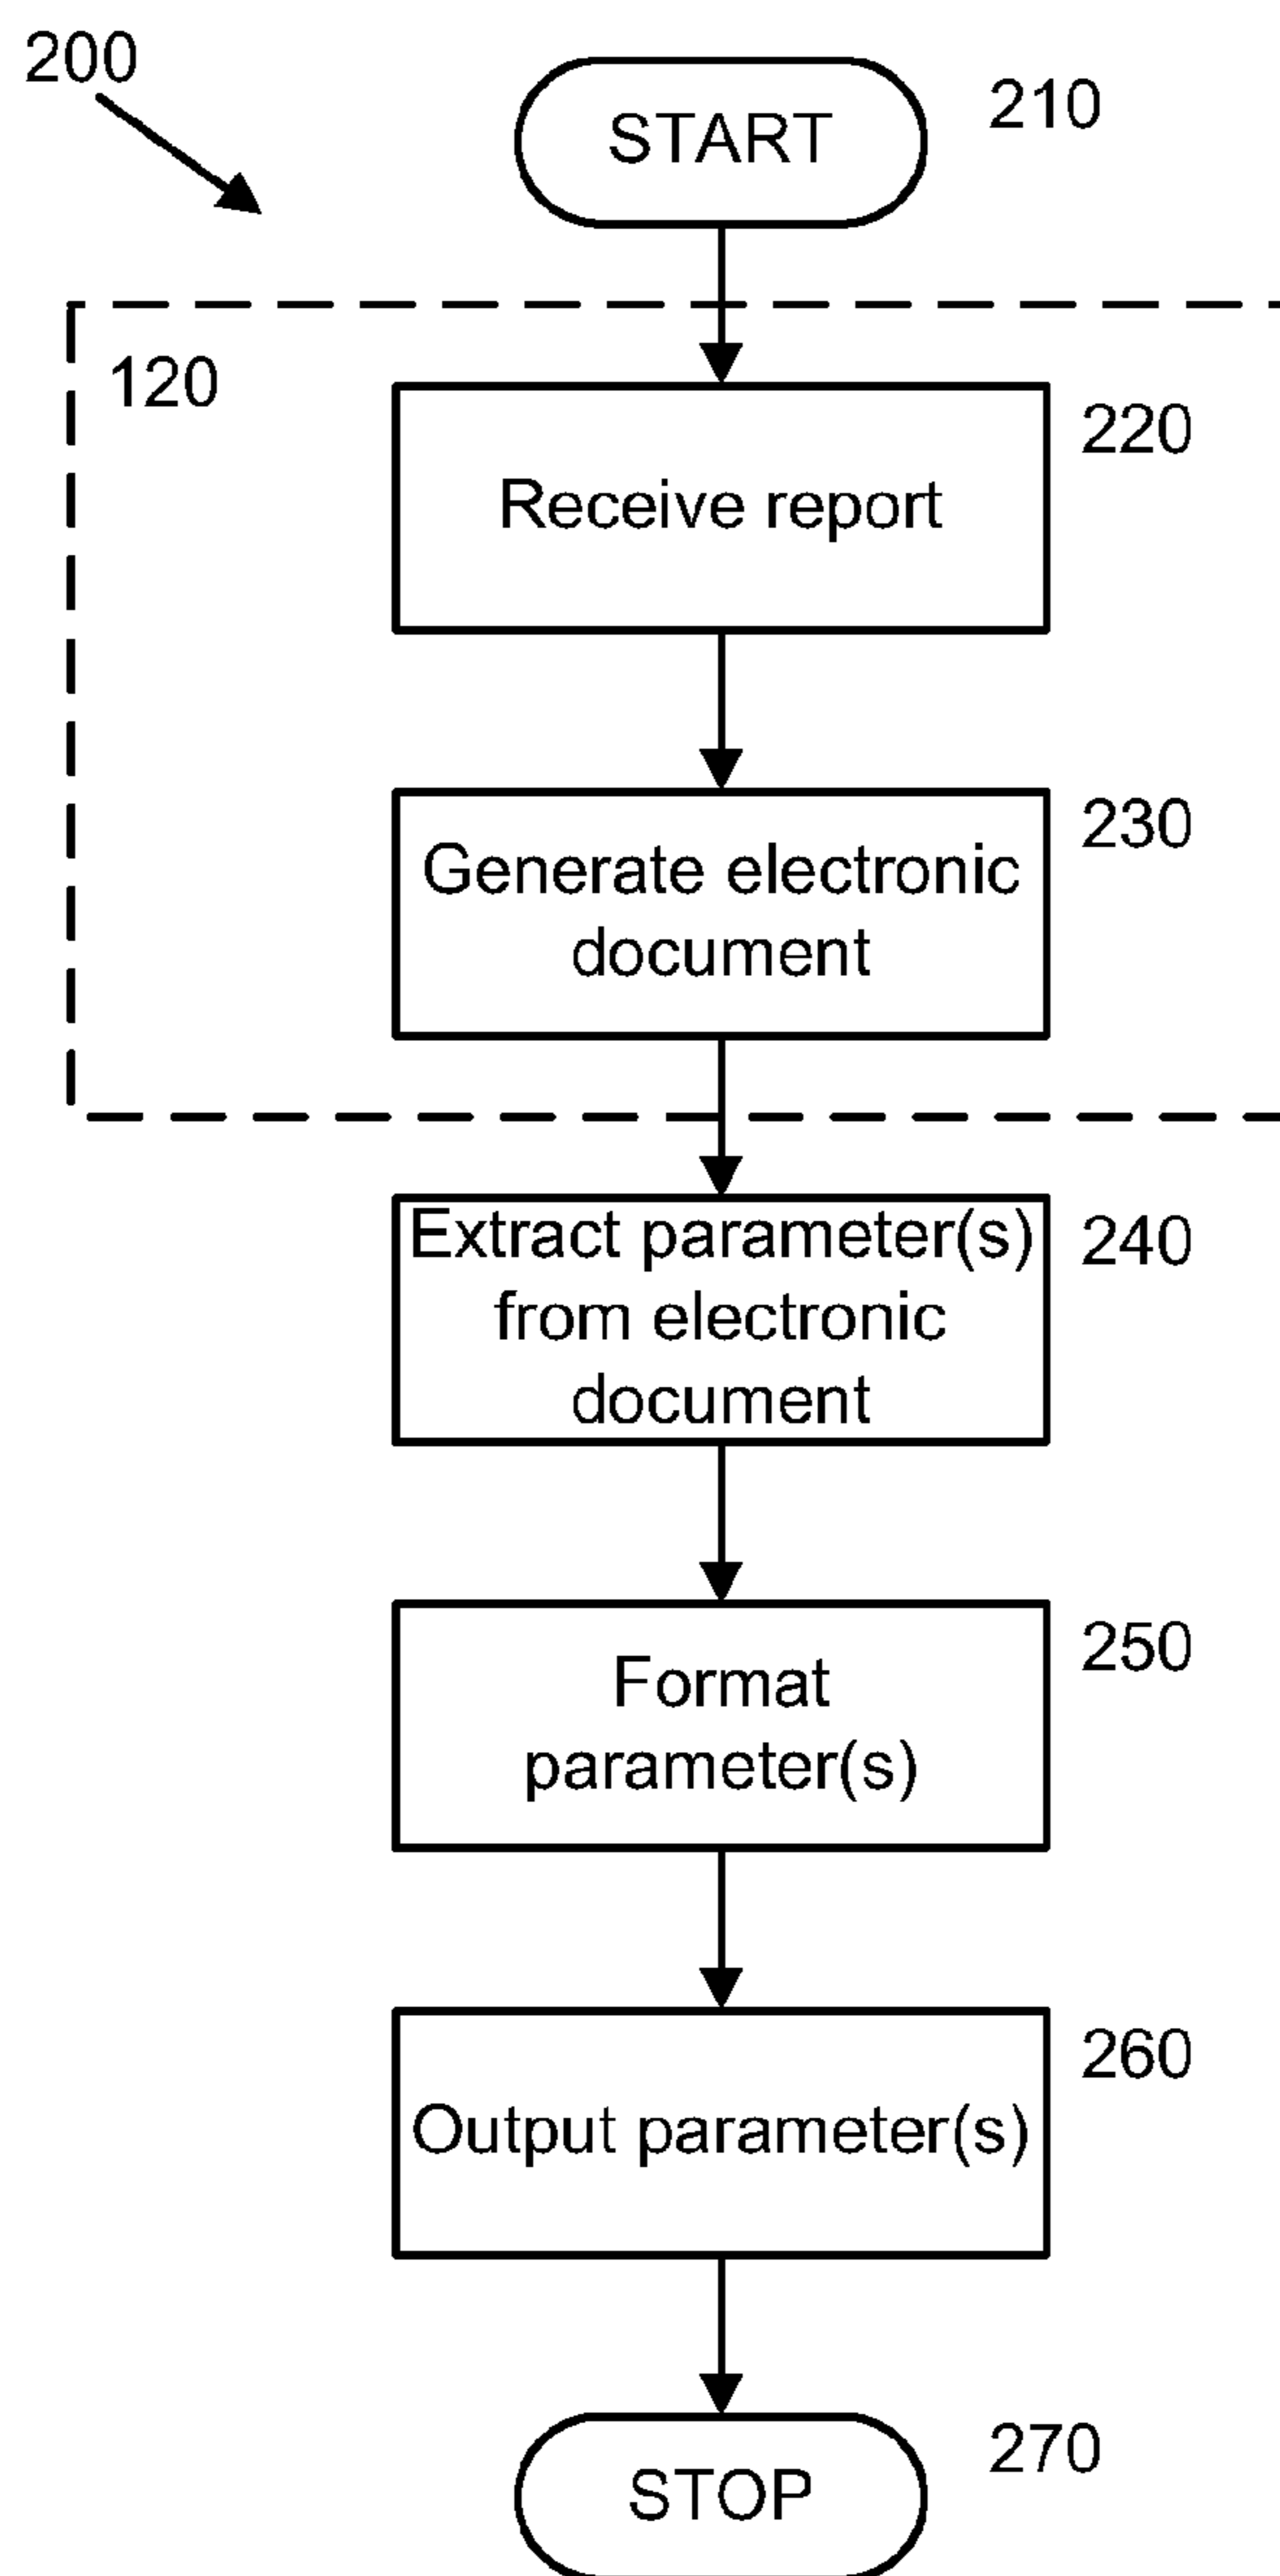 200
START
210
120
Receive report
220
Generate electronic
document
230
Extract parameter(s)
from electronic
document
240
Format
parameter(s)
250
Output parameter(s)
260
STOP
270